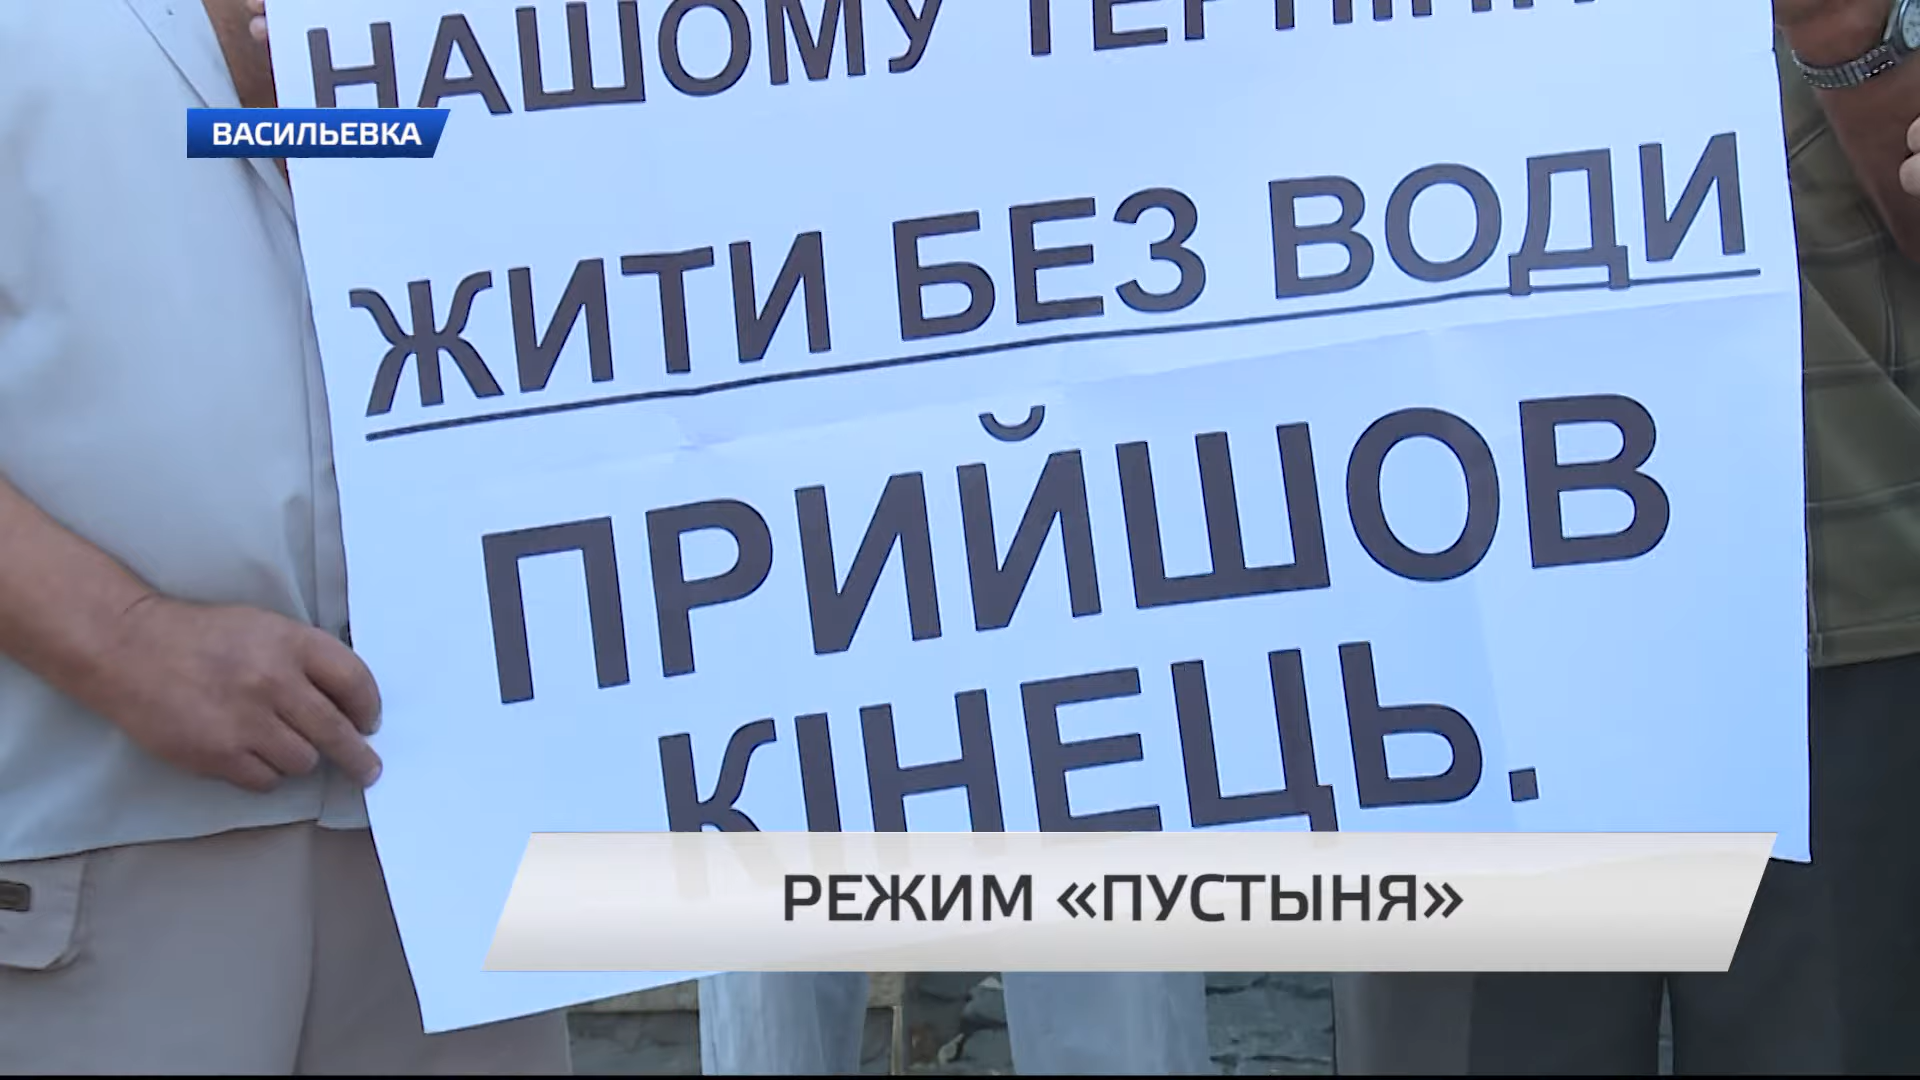 НАШОМУ
ВАСИЛЬЕВКА
ЖИТИ БЕЗ ВОДИ
ПРИЙШОВ
КІНЕЦЬ.
РЕЖИМ «ПУСТЫНЯ»